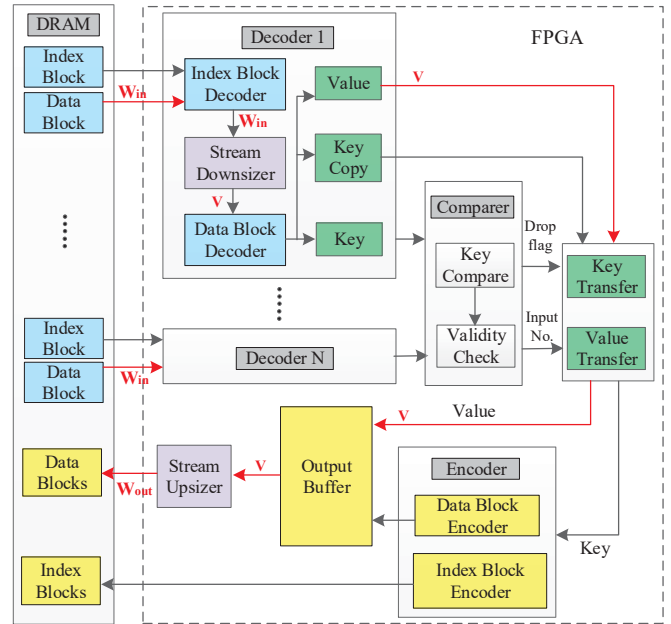 DRAM
Index
Block
Data
Block
Index
Block
Data
Block
Data
Blocks
Index
Blocks
FPGA
Decoder 1
Win
Index Block
Decoder
Win
Stream
Downsizer
V
Data Block
Decoder
Value
Key
Copy
Key
V
Decoder N
Win
Comparer
Key
Compare
Validity
Check
Drop
flag
Input
No.
Key
Transfer
Value
Transfer
V
Value
Output
Buffer
V
Stream
Upsizer
Wout
Encoder
Data Block
Encoder
Index Block
Encoder
Key